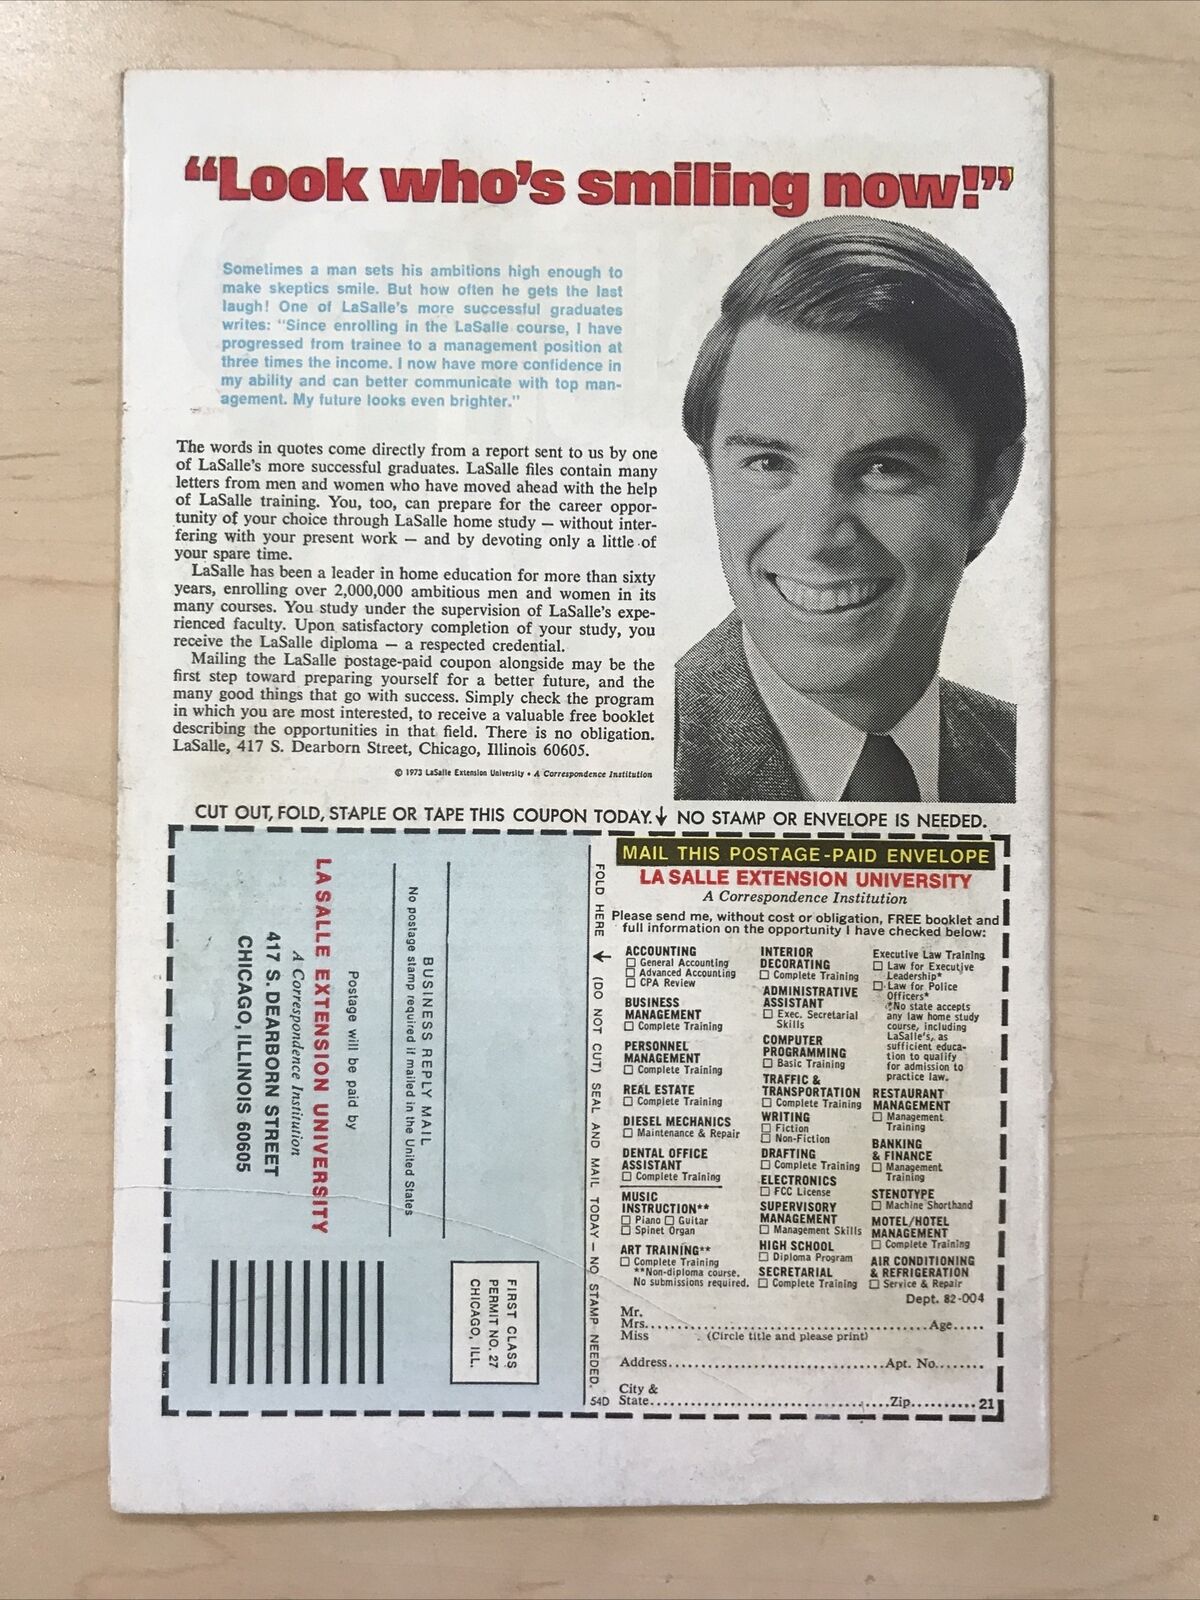 “Look who’s smiling now!”
Sometimes a man sets his ambitions high enough to
make skeptics smile. But how often he gets the last
laugh! One of LaSalle’s more successful graduates
writes: “Since enrolling in the LaSalle course, I have
progressed from trainee to a management position at
three times the income. I now have more confidence in
my ability and can better communicate with top man-
agement. My future looks even brighter.”
The words in quotes come directly from a report sent to us by one
of LaSalle’s more successful graduates. LaSalle files contain many
letters from men and women who have moved ahead with the help
of LaSalle training. You, too, can prepare for the career oppor-
tunity of your choice through LaSalle home study — without inter-
fering with your present work — and by devoting only a little of
your spare time.
LaSalle has been a leader in home education for more than sixty
years, enrolling over 2,000,000 ambitious men and women in its
many courses. You study under the supervision of LaSalle’s expe-
rienced faculty. Upon satisfactory completion of your study, you
receive the LaSalle diploma — a respected credential.
Mailing the LaSalle postage-paid coupon alongside may be the
first step toward preparing yourself for a better future, and the
many good things that go with success. Simply check the program
in which you are most interested, to receive a valuable free booklet
describing the opportunities in that field. There is no obligation.
LaSalle, 417 S. Dearborn Street, Chicago, Illinois 60605.
© 1973 LaSalle Extension University • A Correspondence Institution
CUT OUT, FOLD, STAPLE OR TAPE THIS COUPON TODAY. ↓ NO STAMP OR ENVELOPE IS NEEDED.
BUSINESS REPLY MAIL
No postage stamp required if mailed in the United States
Postage will be paid by
LA SALLE EXTENSION UNIVERSITY
A Correspondence Institution
417 S. DEARBORN STREET
CHICAGO, ILLINOIS 60605
FIRST CLASS
PERMIT NO. 27
CHICAGO, ILL.
FOLD HERE ↓ (DO NOT CUT) SEAL AND MAIL TODAY – NO STAMP NEEDED.
54D
MAIL THIS POSTAGE-PAID ENVELOPE
LA SALLE EXTENSION UNIVERSITY
A Correspondence Institution
Please send me, without cost or obligation, FREE booklet and
full information on the opportunity I have checked below:
ACCOUNTING
☐ General Accounting
☐ Advanced Accounting
☐ CPA Review
BUSINESS
MANAGEMENT
☐ Complete Training
PERSONNEL
MANAGEMENT
☐ Complete Training
REAL ESTATE
☐ Complete Training
DIESEL MECHANICS
☐ Maintenance & Repair
DENTAL OFFICE
ASSISTANT
☐ Complete Training
MUSIC
INSTRUCTION**
☐ Piano ☐ Guitar
☐ Spinet Organ
ART TRAINING**
☐ Complete Training
**Non-diploma course.
No submissions required.
INTERIOR
DECORATING
☐ Complete Training
ADMINISTRATIVE
ASSISTANT
☐ Exec. Secretarial
Skills
COMPUTER
PROGRAMMING
☐ Basic Training
TRAFFIC &
TRANSPORTATION
☐ Complete Training
WRITING
☐ Fiction
☐ Non-Fiction
DRAFTING
☐ Complete Training
ELECTRONICS
☐ FCC License
SUPERVISORY
MANAGEMENT
☐ Management Skills
HIGH SCHOOL
☐ Diploma Program
SECRETARIAL
☐ Complete Training
Executive Law Training
☐ Law for Executive
Leadership*
☐ Law for Police
Officers*
*No state accepts
any law home study
course, including
LaSalle’s, as
sufficient educa-
tion to qualify
for admission to
practice law.
RESTAURANT
MANAGEMENT
☐ Management
Training
BANKING
& FINANCE
☐ Management
Training
STENOTYPE
☐ Machine Shorthand
MOTEL/HOTEL
MANAGEMENT
☐ Complete Training
AIR CONDITIONING
& REFRIGERATION
☐ Service & Repair
Dept. 82-004
Mr.
Mrs. Age
Miss (Circle title and please print)
Address Apt. No.
City &
State Zip 21